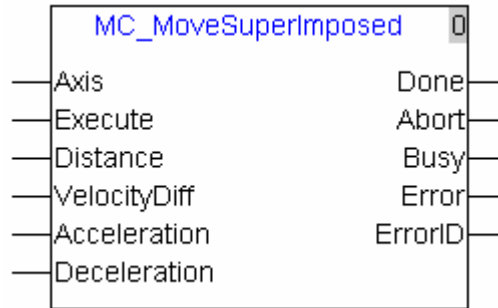 MC_MoveSuperImposed 0
Axis Done
Execute Abort
Distance Busy
VelocityDiff Error
Acceleration ErrorID
Deceleration